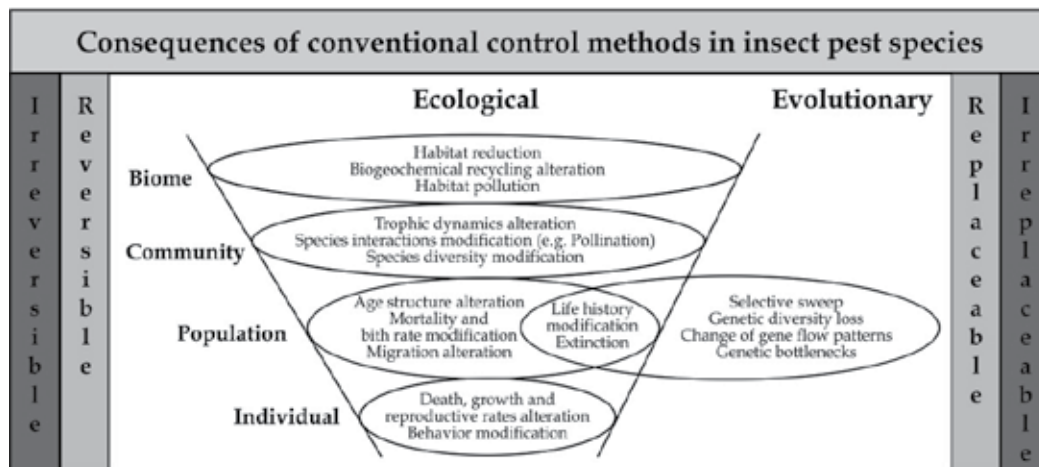 Consequences of conventional control methods in insect pest species
Irreversible
Reversible
Ecological
Evolutionary
Biome
Habitat reduction
Biogeochemical recycling alteration
Habitat pollution
Community
Trophic dynamics alteration
Species interactions modification (e.g. Pollination)
Species diversity modification
Population
Age structure alteration
Mortality and
bith rate modification
Migration alteration
Life history
modification
Extinction
Selective sweep
Genetic diversity loss
Change of gene flow patterns
Genetic bottlenecks
Individual
Death, growth and
reproductive rates alteration
Behavior modification
Replaceable
Irreplaceable